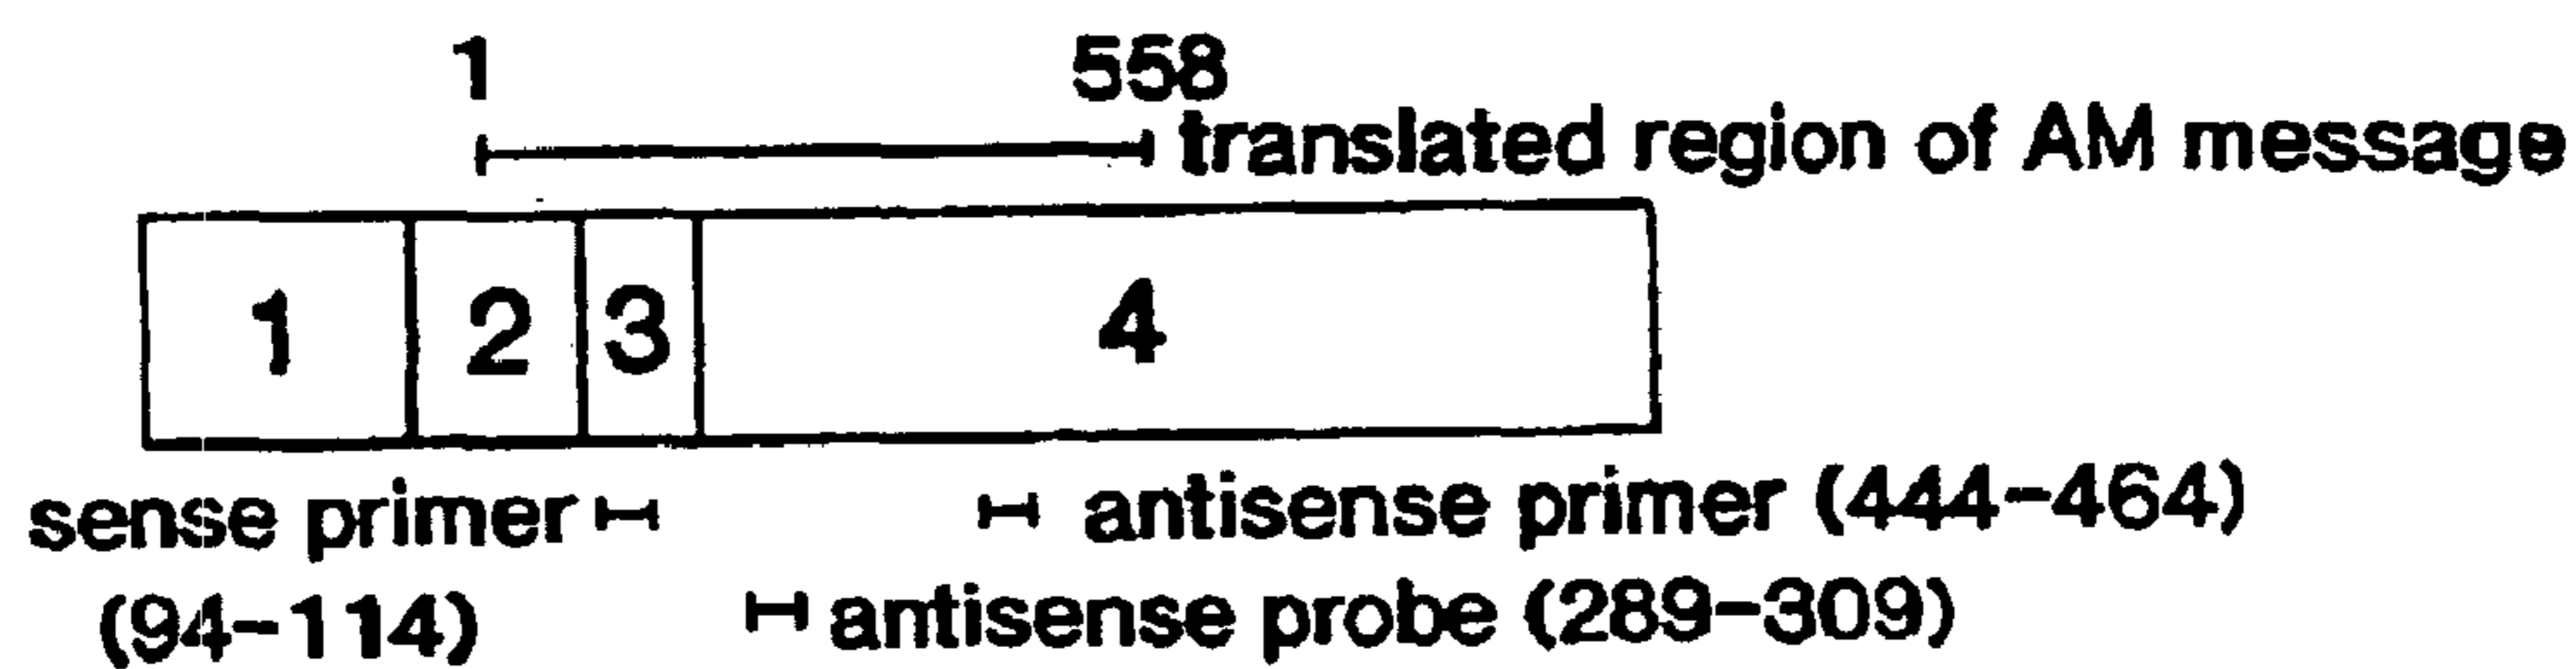 1 558
translated region of AM message
1 2 3 4
sense primer antisense primer (444-464)
(94-114) antisense probe (289-309)